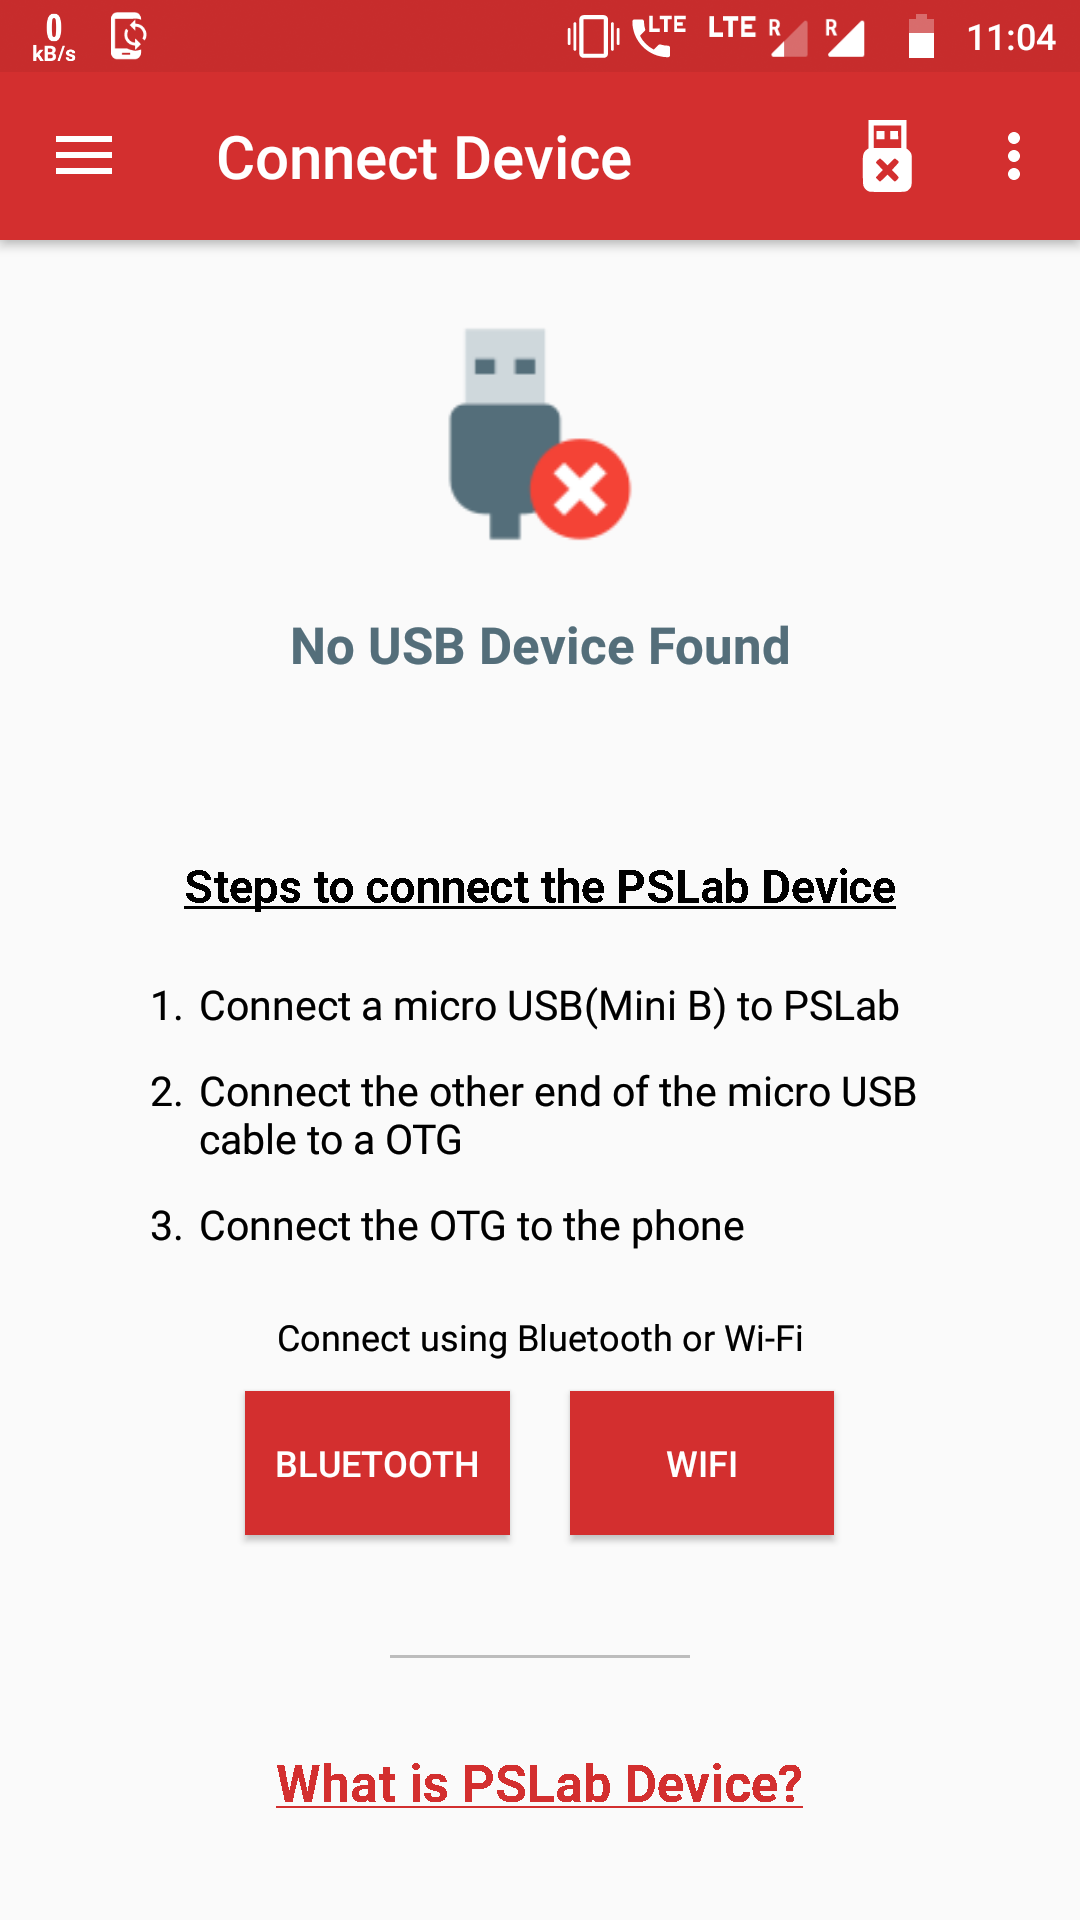 0
kB/s
LTE LTE R R 11:04
Connect Device
No USB Device Found
Steps to connect the PSLab Device
1. Connect a micro USB(Mini B) to PSLab
2. Connect the other end of the micro USB
cable to a OTG
3. Connect the OTG to the phone
Connect using Bluetooth or Wi-Fi
BLUETOOTH WIFI
What is PSLab Device?